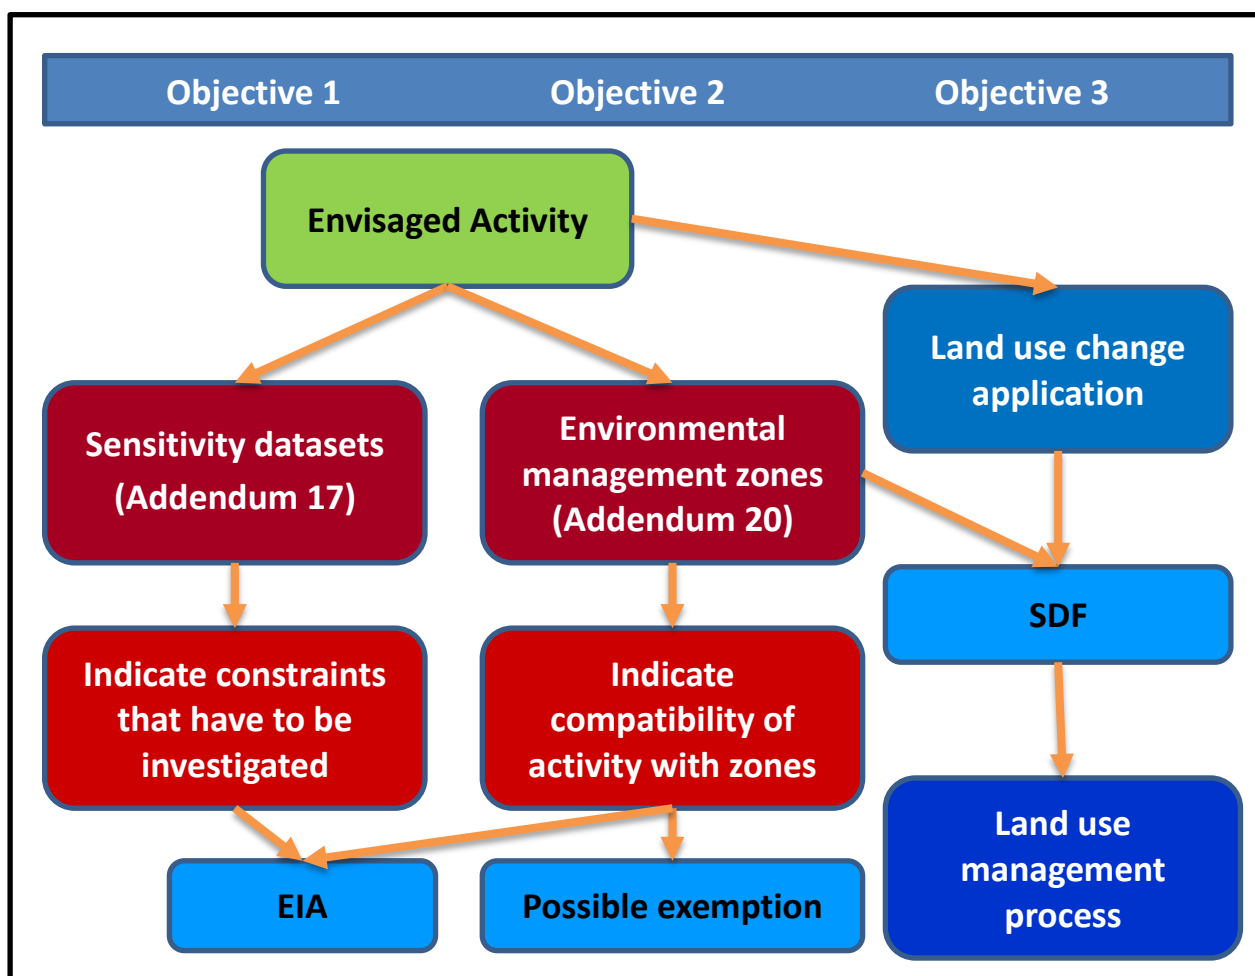 Objective 1 Objective 2 Objective 3
Envisaged Activity
Land use change
application
Sensitivity datasets
(Addendum 17)
Environmental
management zones
(Addendum 20)
SDF
Indicate constraints
that have to be
investigated
Indicate
compatibility of
activity with zones
Land use
management
process
EIA
Possible exemption